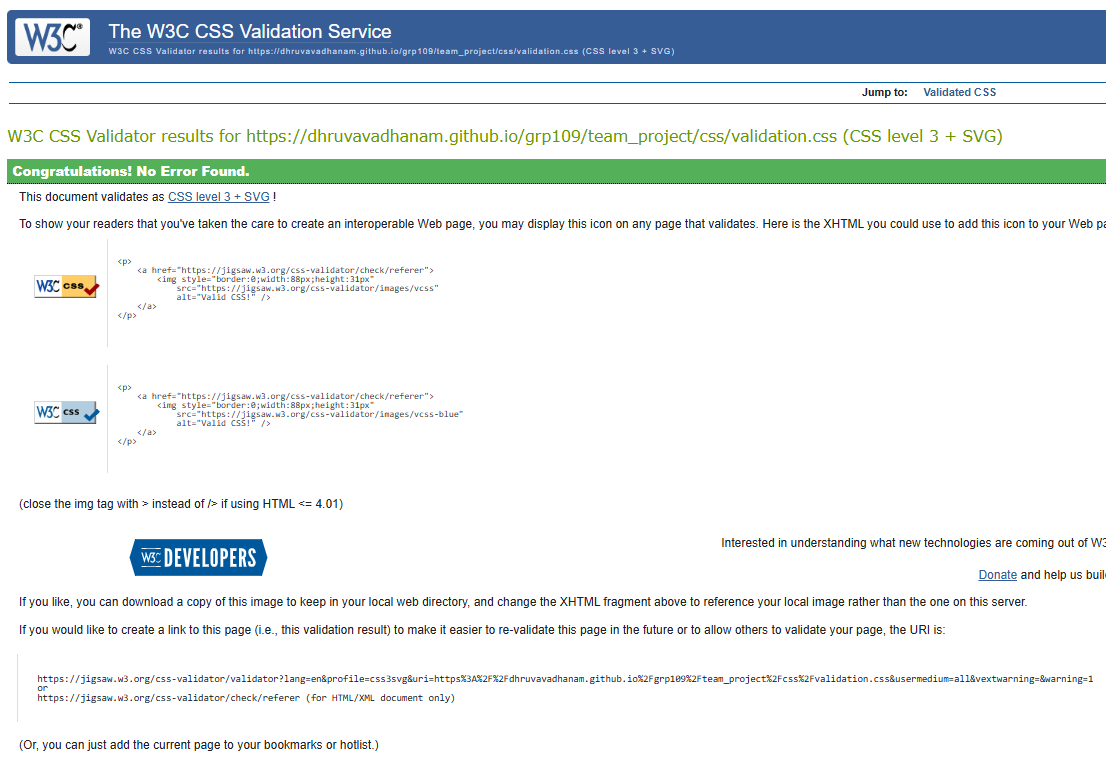 W3C®
The W3C CSS Validation Service
W3C CSS Validator results for https://dhruvavadhanam.github.io/grp109/team_project/css/validation.css (CSS level 3 + SVG)
Jump to: Validated CSS
W3C CSS Validator results for https://dhruvavadhanam.github.io/grp109/team_project/css/validation.css (CSS level 3 + SVG)
Congratulations! No Error Found.
This document validates as CSS level 3 + SVG !
To show your readers that you've taken the care to create an interoperable Web page, you may display this icon on any page that validates. Here is the XHTML you could use to add this icon to your Web pa
W3C css
<p>
<a href="https://jigsaw.w3.org/css-validator/check/referer">
<img style="border:0;width:88px;height:31px"
src="https://jigsaw.w3.org/css-validator/images/vcss"
alt="Valid CSS!" />
</a>
</p>
W3C css
<p>
<a href="https://jigsaw.w3.org/css-validator/check/referer">
<img style="border:0;width:88px;height:31px"
src="https://jigsaw.w3.org/css-validator/images/vcss-blue"
alt="Valid CSS!" />
</a>
</p>
(close the img tag with > instead of /> if using HTML <= 4.01)
W3C DEVELOPERS
Interested in understanding what new technologies are coming out of W3
Donate and help us buil
If you like, you can download a copy of this image to keep in your local web directory, and change the XHTML fragment above to reference your local image rather than the one on this server.
If you would like to create a link to this page (i.e., this validation result) to make it easier to re-validate this page in the future or to allow others to validate your page, the URI is:
https://jigsaw.w3.org/css-validator/validator?lang=en&profile=css3svg&uri=https%3A%2F%2Fdhruvavadhanam.github.io%2Fgrp109%2Fteam_project%2Fcss%2Fvalidation.css&usermedium=all&vextwarning=&warning=1
or
https://jigsaw.w3.org/css-validator/check/referer (for HTML/XML document only)
(Or, you can just add the current page to your bookmarks or hotlist.)